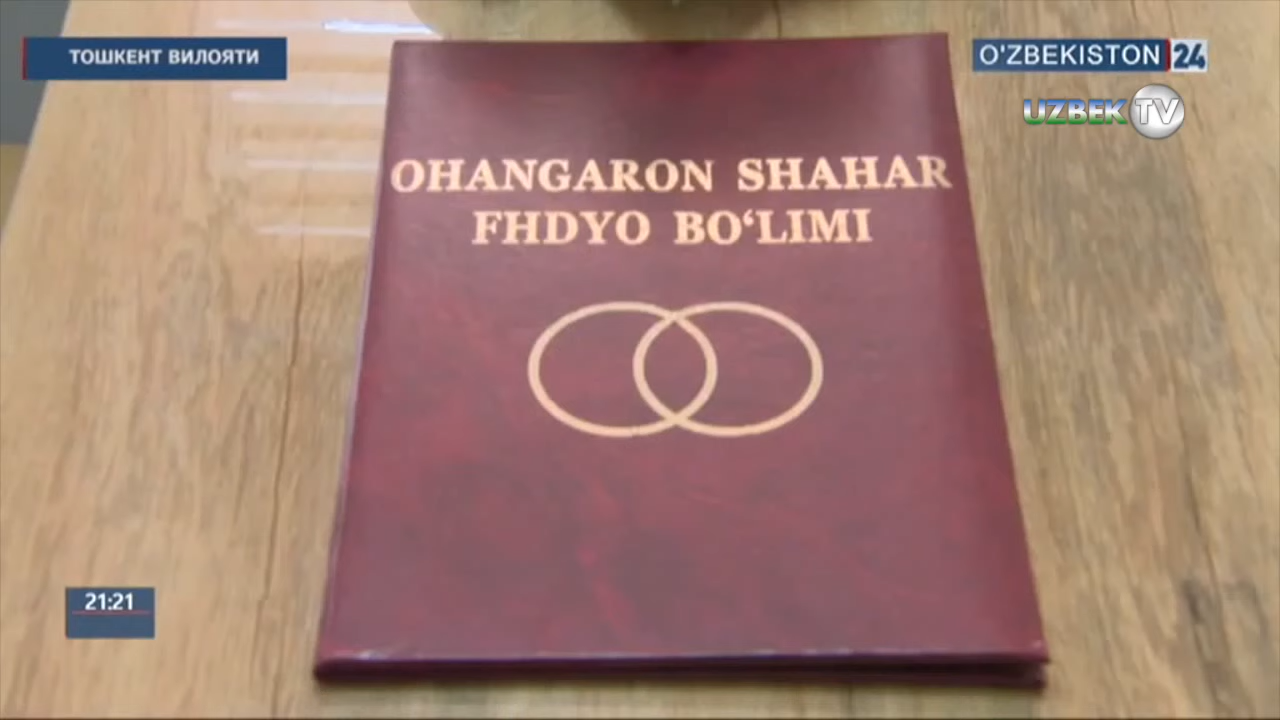 ТОШКЕНТ ВИЛОЯТИ
O'ZBEKISTON 24
UZBEK TV
OHANGARON SHAHAR
FHDYO BO‘LIMI
21:21